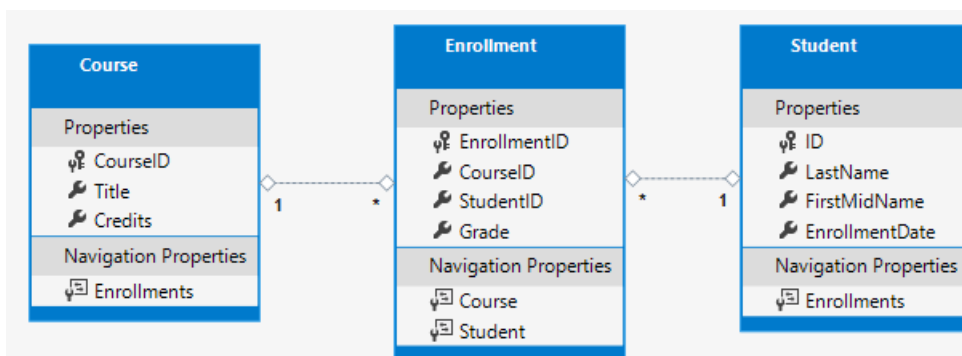 Course
Properties
CourseID
Title
Credits
Navigation Properties
Enrollments
1
*
Enrollment
Properties
EnrollmentID
CourseID
StudentID
Grade
Navigation Properties
Course
Student
*
1
Student
Properties
ID
LastName
FirstMidName
EnrollmentDate
Navigation Properties
Enrollments